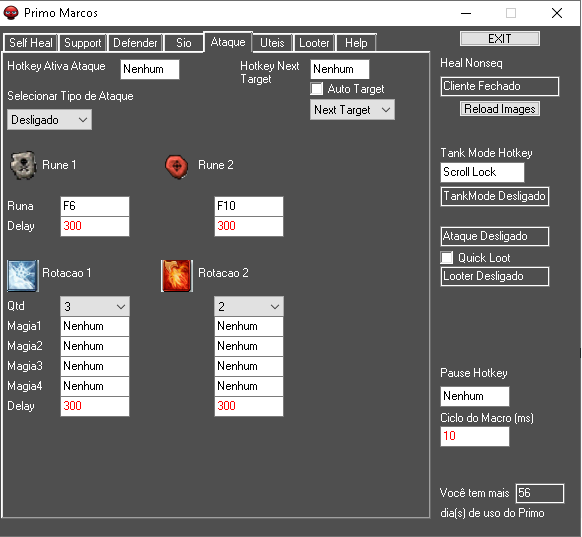 Primo Marcos
Self Heal Support Defender Sio Ataque Uteis Looter Help
EXIT
Hotkey Ativa Ataque Nenhum
Hotkey Next Target Nenhum
Auto Target
Selecionar Tipo de Ataque
Desligado
Next Target
Rune 1
Rune 2
Runa F6 F10
Delay 300 300
Rotacao 1
Rotacao 2
Qtd 3 2
Magia1 Nenhum Nenhum
Magia2 Nenhum Nenhum
Magia3 Nenhum Nenhum
Magia4 Nenhum Nenhum
Delay 300 300
Heal Nonseq
Cliente Fechado
Reload Images
Tank Mode Hotkey
Scroll Lock
TankMode Desligado
Ataque Desligado
Quick Loot
Looter Desligado
Pause Hotkey
Nenhum
Ciclo do Macro (ms)
10
Você tem mais 56
dia(s) de uso do Primo